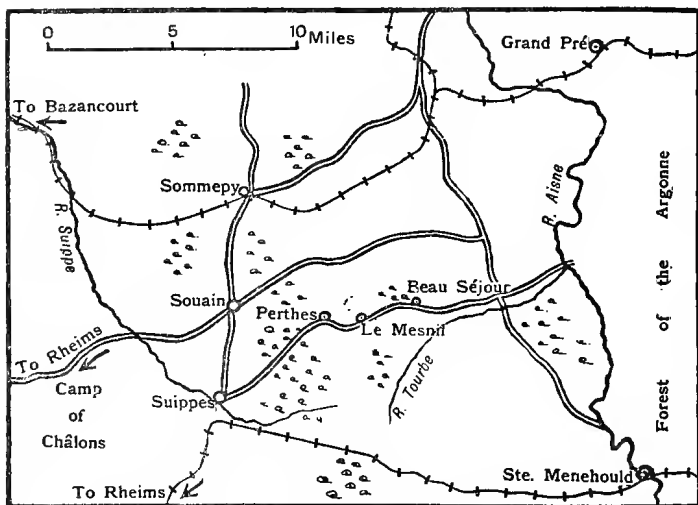 0 5 10 Miles
Grand Pré
To Bazancourt
Sommepy
R. Suippe
R. Aisne
Forest of the Argonne
Beau Séjour
Souain
Perthes
Le Mesnil
To Rheims
Camp
of
Châlons
Suippes
R. Tourbe
Ste. Menehould
To Rheims